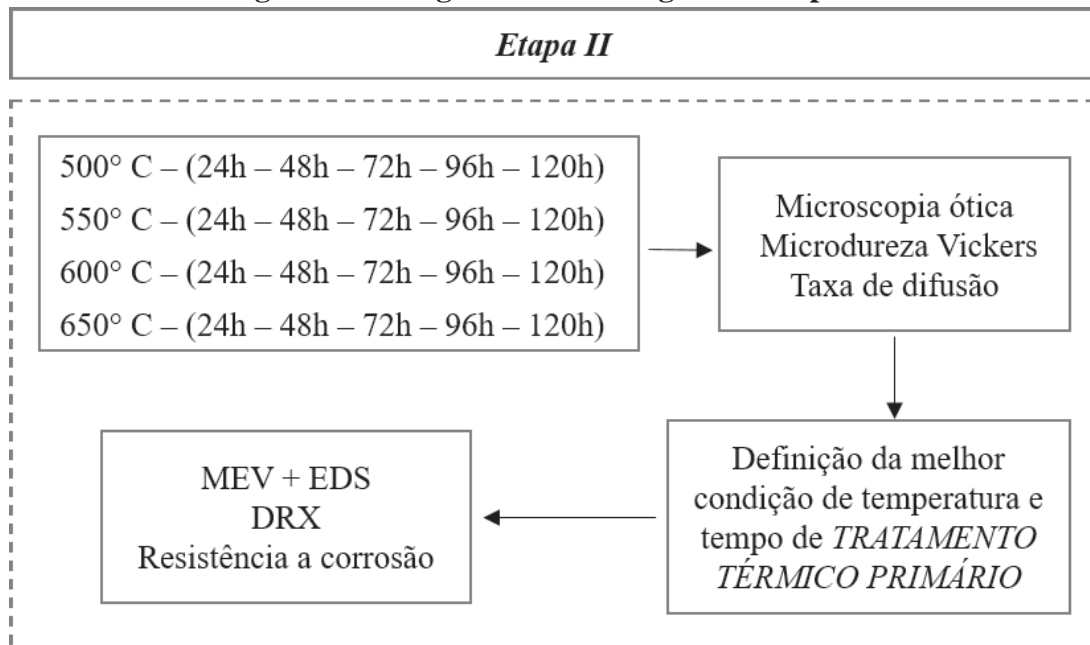 Etapa II
500° C – (24h – 48h – 72h – 96h – 120h)
550° C – (24h – 48h – 72h – 96h – 120h)
600° C – (24h – 48h – 72h – 96h – 120h)
650° C – (24h – 48h – 72h – 96h – 120h)
Microscopia ótica
Microdureza Vickers
Taxa de difusão
Definição da melhor
condição de temperatura e
tempo de TRATAMENTO
TÉRMICO PRIMÁRIO
MEV + EDS
DRX
Resistência a corrosão